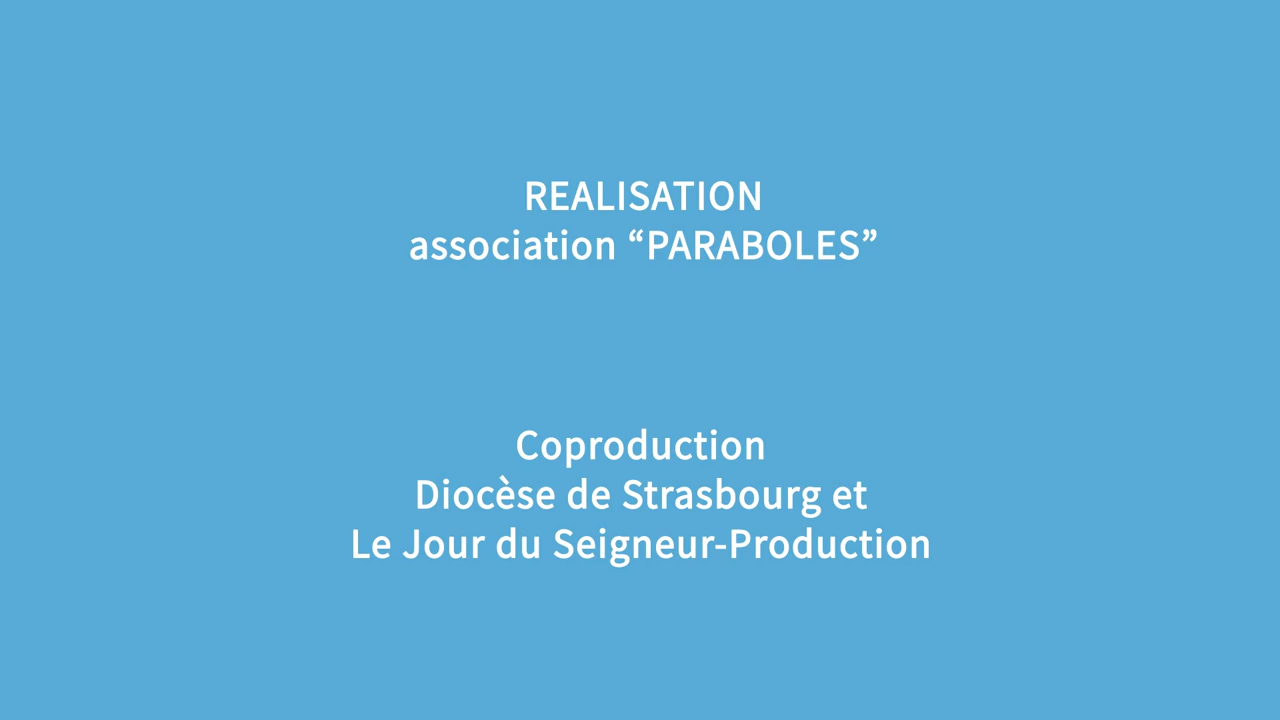 REALISATION
association “PARABOLES”
Coproduction
Diocèse de Strasbourg et
Le Jour du Seigneur-Production